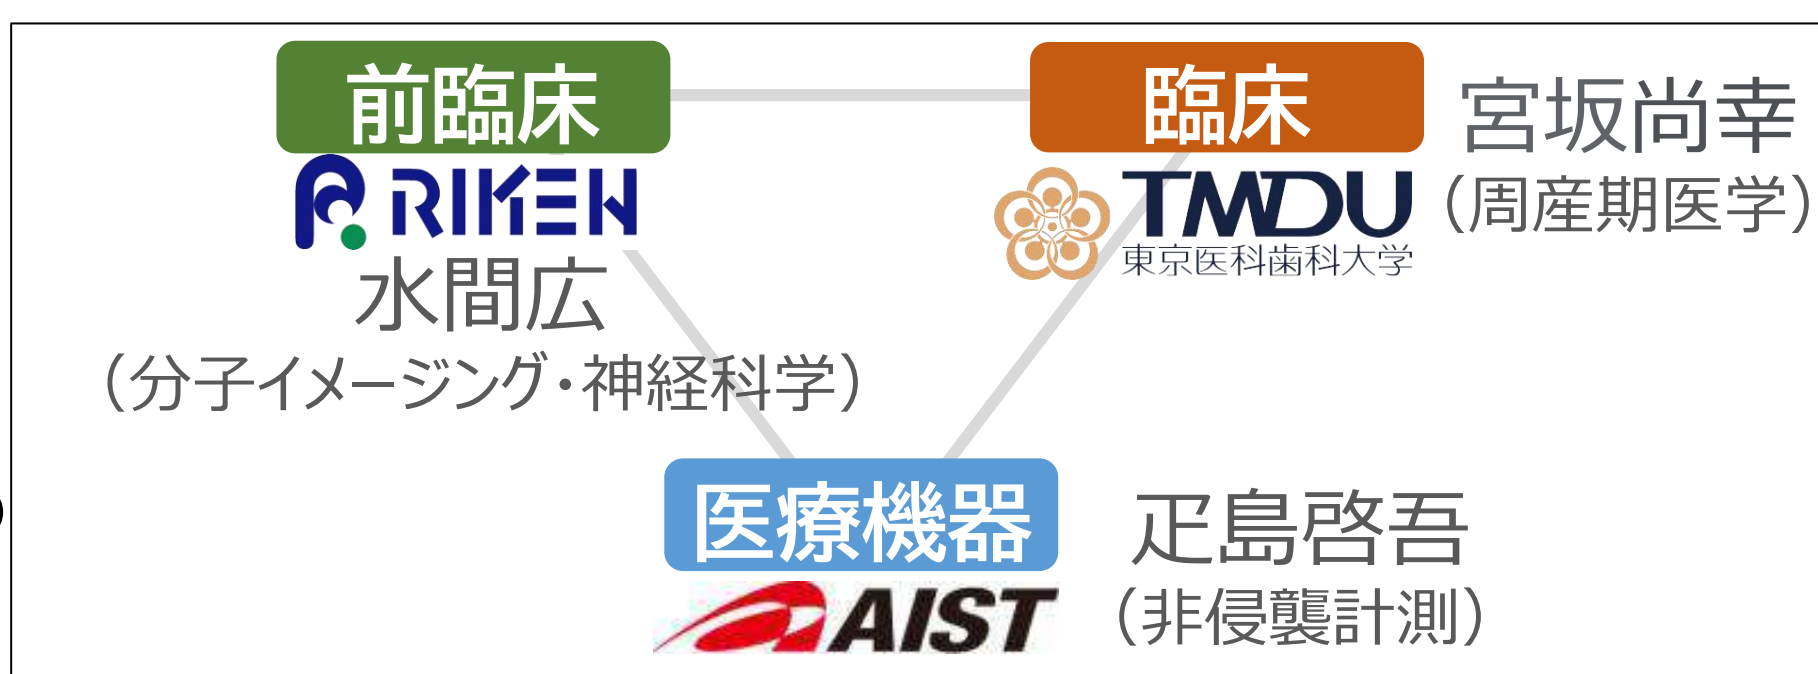 前臨床
RIKEN
水間広
（分子イメージング・神経科学）
臨床
TMDU
東京医科歯科大学
宮坂尚幸
（周産期医学）
医療機器
AIST
疋島啓吾
（非侵襲計測）